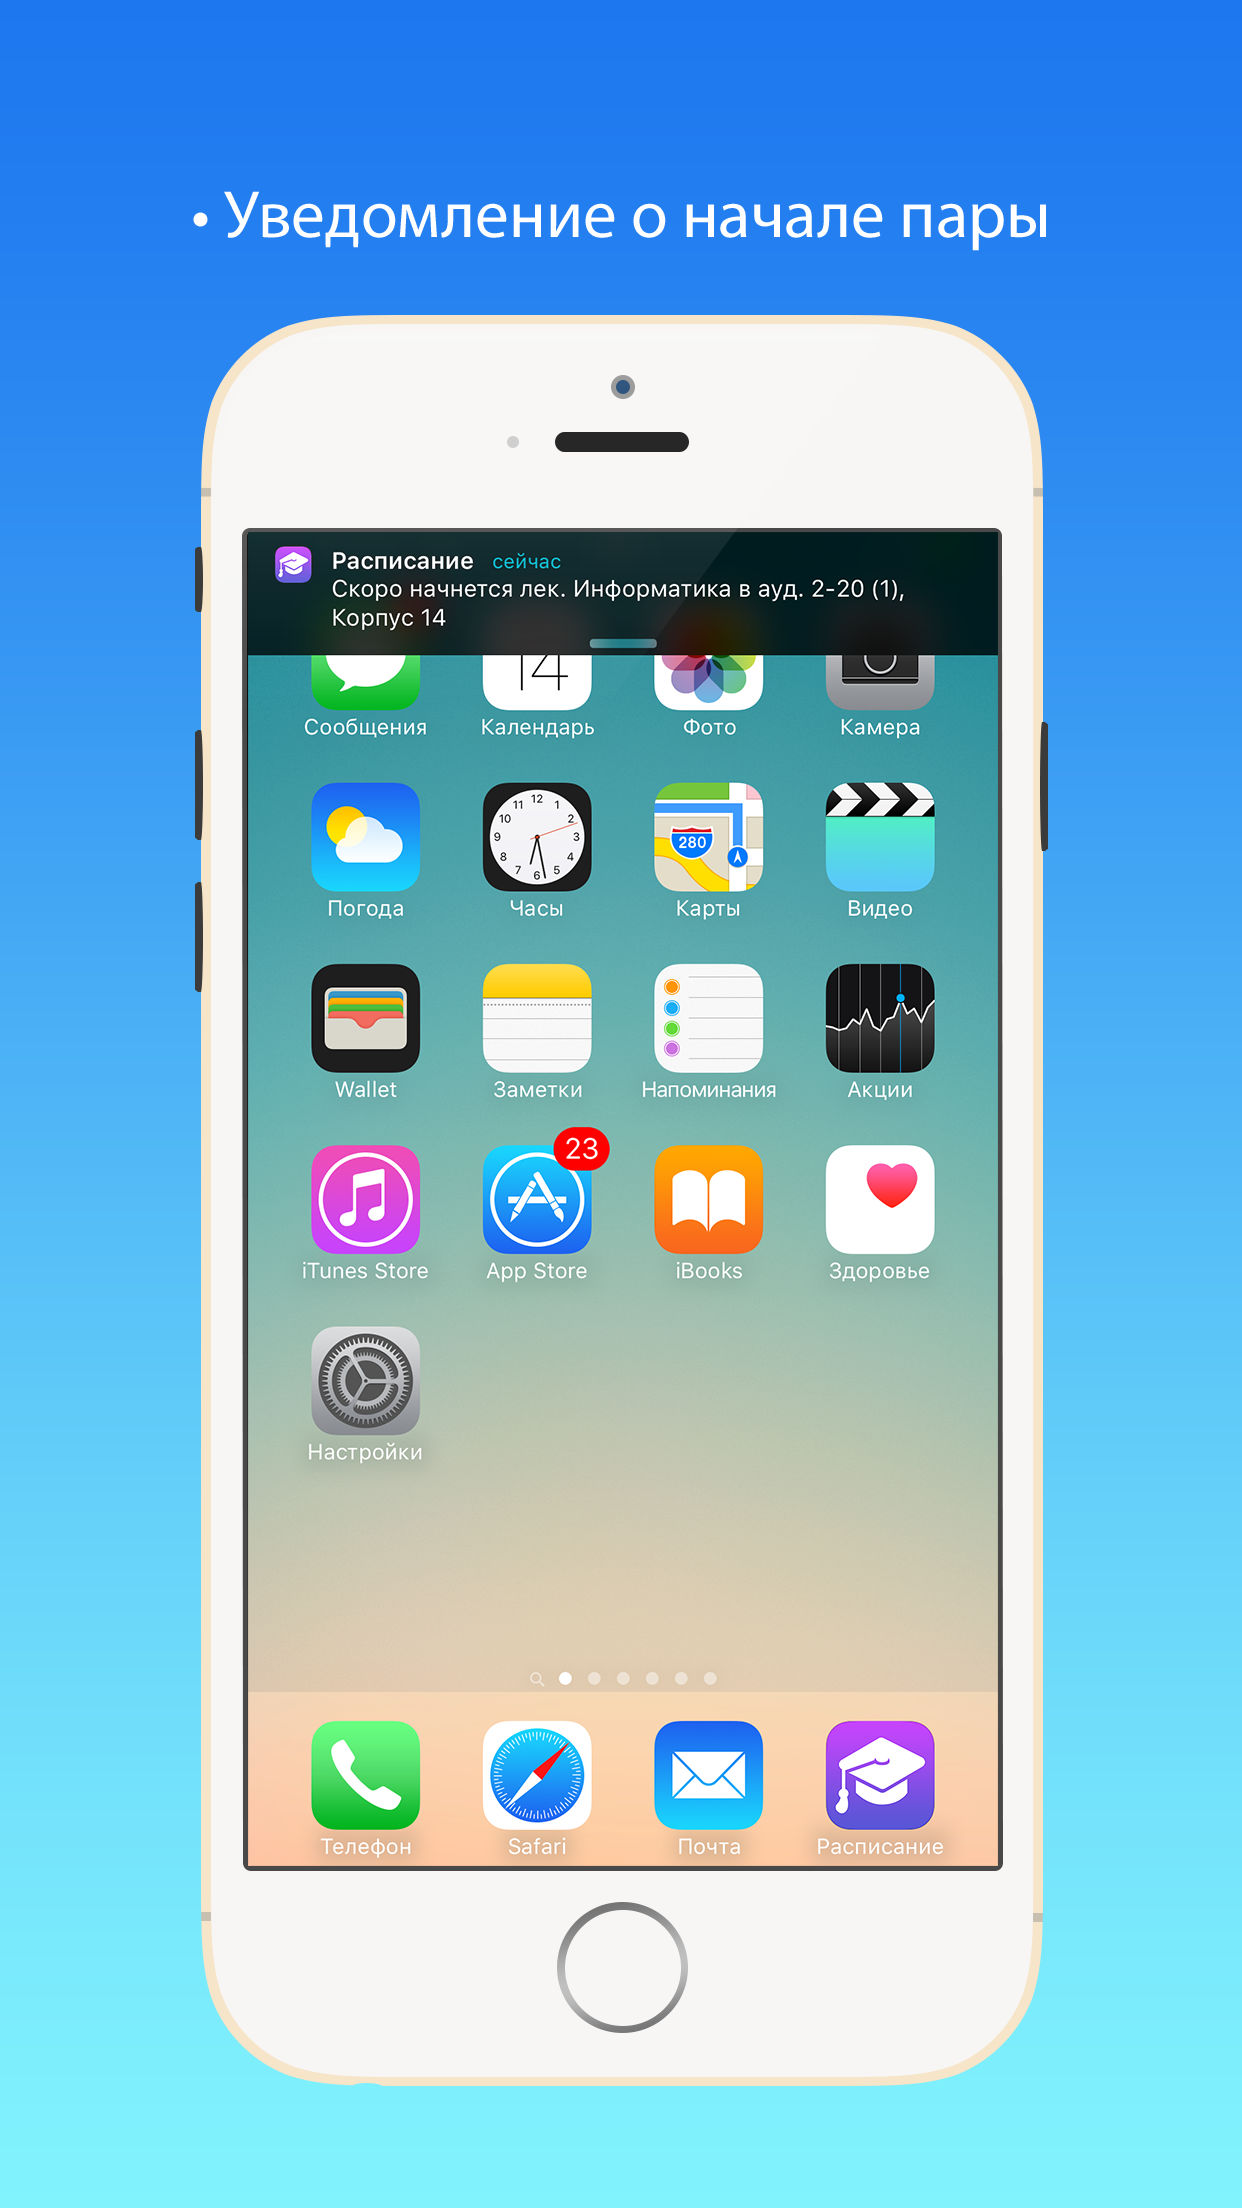 • Уведомление о начале пары
Расписание сейчас
Скоро начнется лек. Информатика в ауд. 2-20 (1),
Корпус 14
14
Сообщения Календарь Фото Камера
12
11 1
10 2
9 3
8 4
7 5
6
280
Погода Часы Карты Видео
Wallet Заметки Напоминания Акции
23
iTunes Store App Store iBooks Здоровье
Настройки
Телефон Safari Почта Расписание